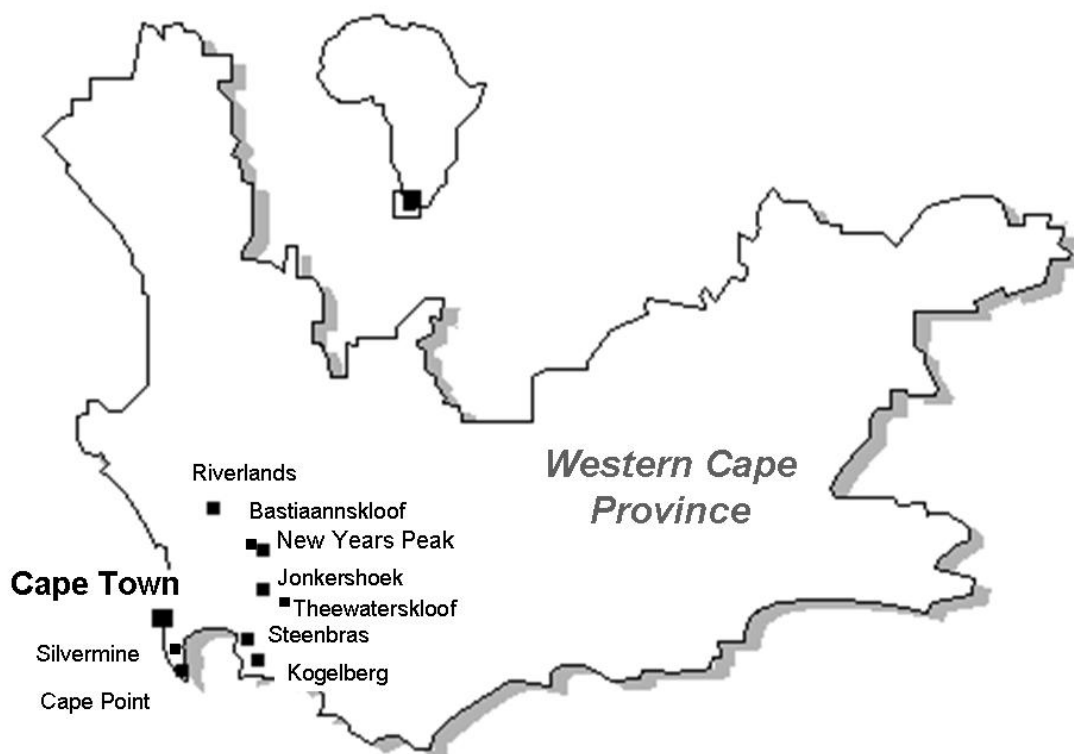 Western Cape
Province
Riverlands
Bastiaannskloof
New Years Peak
Jonkershoek
Cape Town
Theewaterskloof
Steenbras
Silvermine
Kogelberg
Cape Point